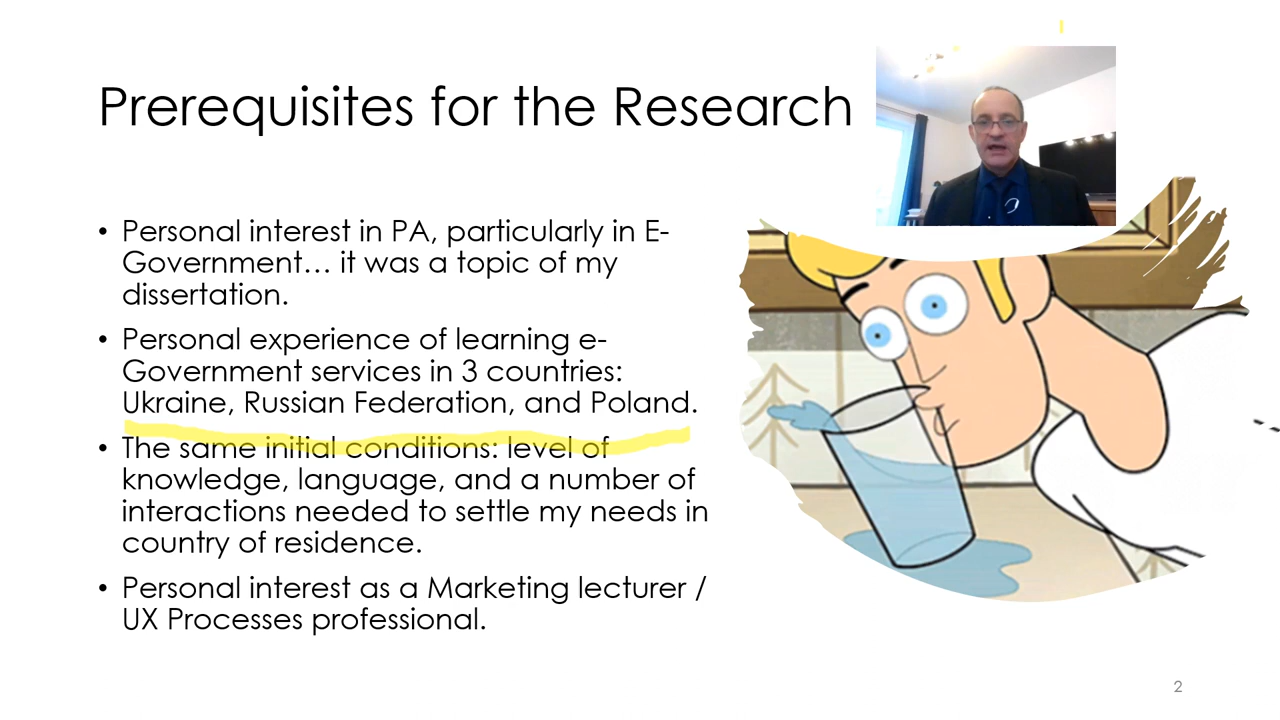 Prerequisites for the Research
• Personal interest in PA, particularly in E-
Government… it was a topic of my
dissertation.
• Personal experience of learning e-
Government services in 3 countries:
Ukraine, Russian Federation, and Poland.
• The same initial conditions: level of
knowledge, language, and a number of
interactions needed to settle my needs in
country of residence.
• Personal interest as a Marketing lecturer /
UX Processes professional.
2